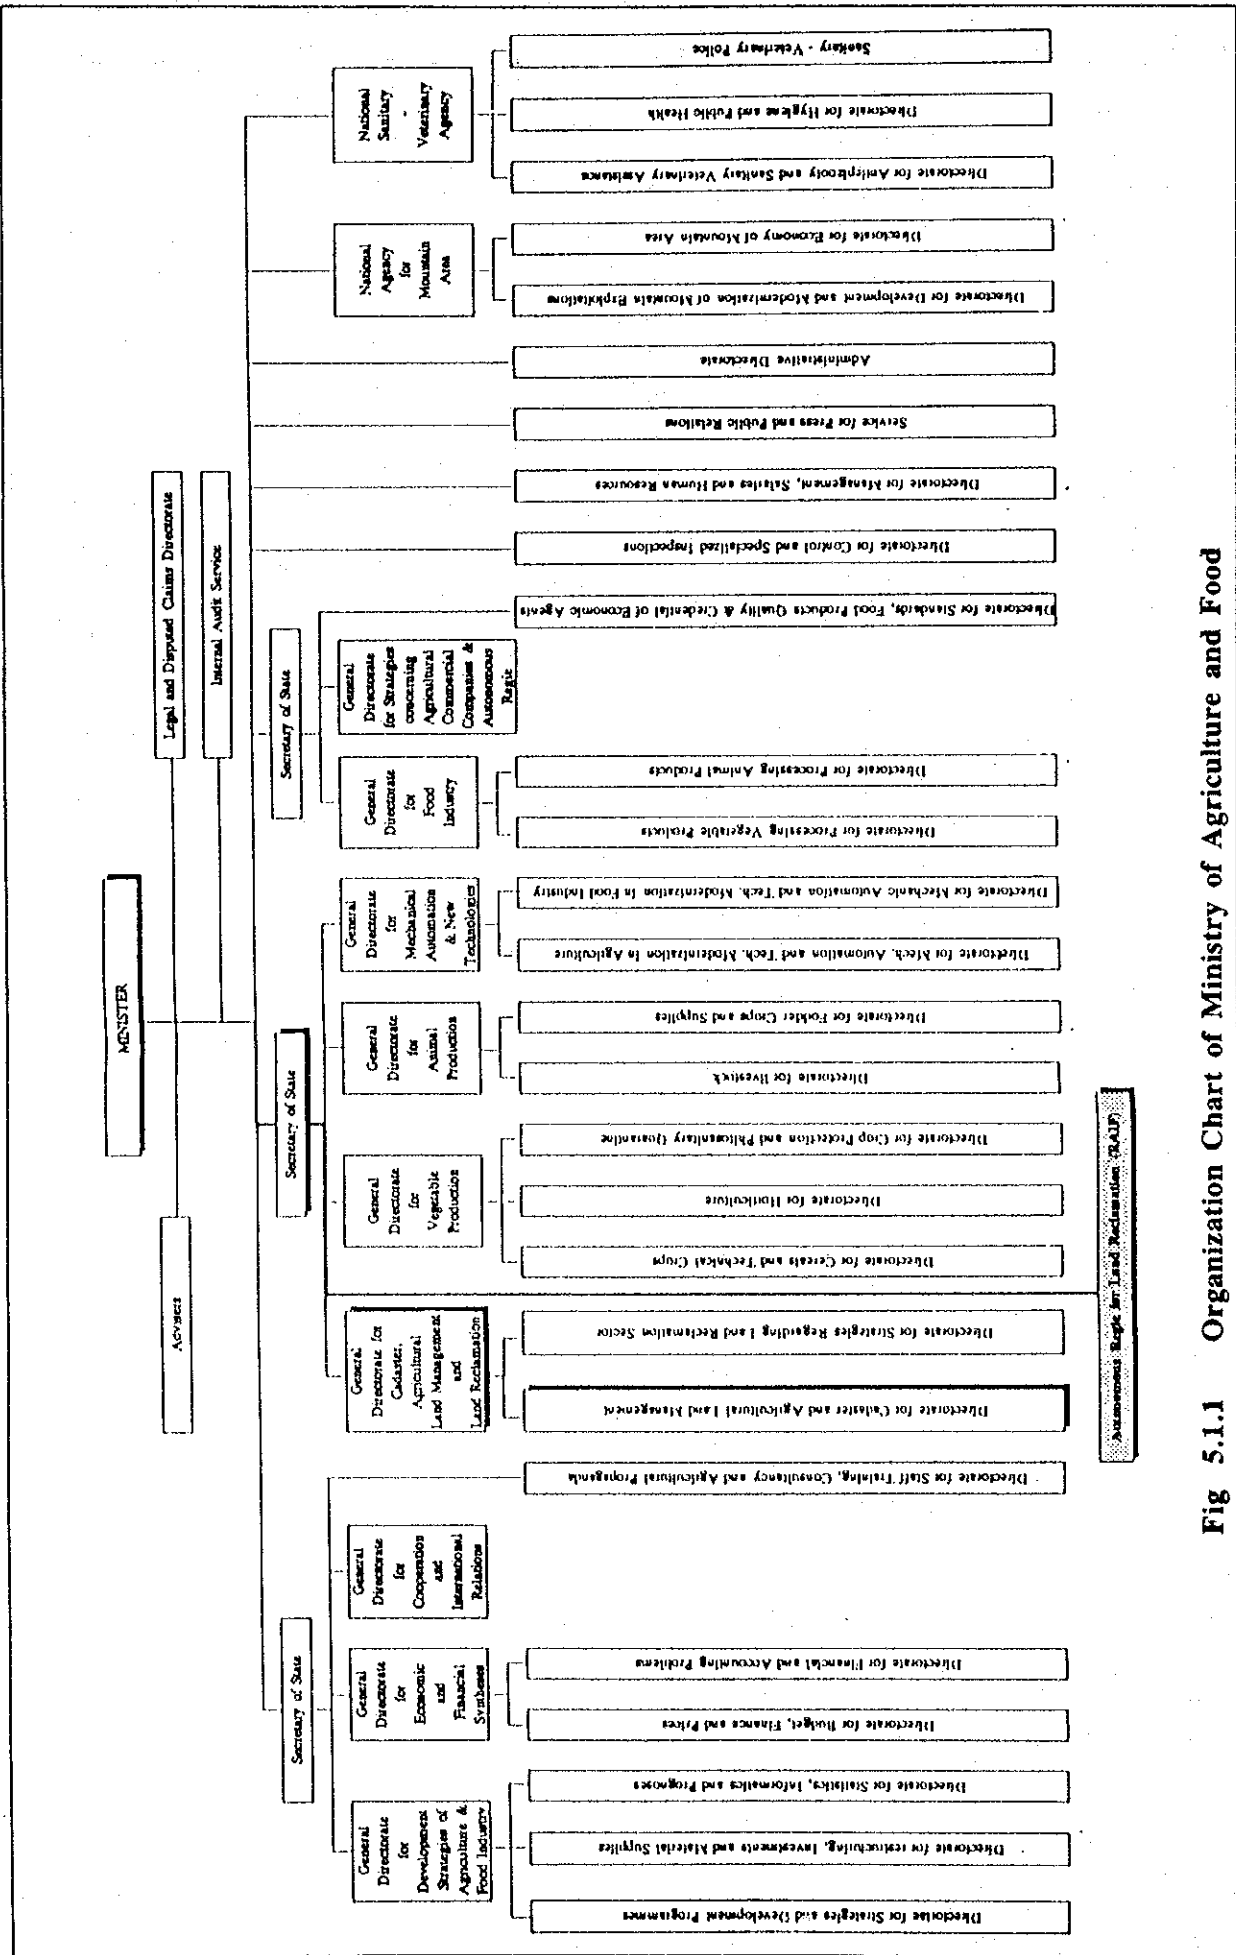 MINISTER
Advisers
Legal and Disputed Claims Directorate
Internal Audit Service
Secretary of State
Secretary of State
Secretary of State
General
Directorate
for
Development
Strategies of
Agriculture &
Food Industry
General
Directorate
for
Economic
and
Financial
Syntheses
General
Directorate
for
Cooperation
and
International
Relations
General
Directorate for
Cadaster,
Agricultural
Land Management
and
Land Reclamation
General
Directorate
for
Vegetable
Production
General
Directorate
for
Animal
Production
General
Directorate
for
Mechanical
Automation
& New
Technologies
General
Directorate
for
Food
Industry
General
Directorate
for Strategies
concerning
Agricultural
Commercial
Companies &
Autonomous
Regie
National
Agency
for
Mountain
Area
National
Sanitary
-
Veterinary
Agency
Directoriae for Strategies and Development Programmes
Directorate for restructuring, Investments and Material Supplies
Directorate for Statistics, Informatics and Prognoses
Directorate for Budget, Finance and Prices
Directorate for Financial and Accounting Problems
Directorate for Staff Training, Consultancy and Agricultural Propaganda
Directorate for Cadaster and Agricultural Land Management
Directorate for Strategies Regarding Land Reclamation Sector
Directorate for Cereals and Technical Crops
Directorate for Horticulture
Directorate for Crop Protection and Phitosanitary Quarantine
Directorate for livestock
Directorate for Fodder Crops and Supplies
Directorate for Mech. Automation and Tech. Modernization in Agriculture
Directorate for Mechanic Automation and Tech. Modernization in Food Industry
Directorate for Processing Vegetable Products
Directorate for Processing Animal Products
Directorate for Standards, Food Products Quality & Credential of Economic Agents
Directorate for Control and Specialized Inspections
Directorate for Management, Salaries and Human Resources
Service for Press and Public Relations
Administrative Directorate
Directorate for Development and Modernization of Mountain Exploitations
Directorate for Economy of Mountain Area
Directorate for Antiepizooty and Sanitary Veterinary Assistance
Directorate for Hygiene and Public Health
Sanitary - Veterinary Police
Autonomous Regie for Land Reclamation (RAIF)
Fig 5.1.1 Organization Chart of Ministry of Agriculture and Food